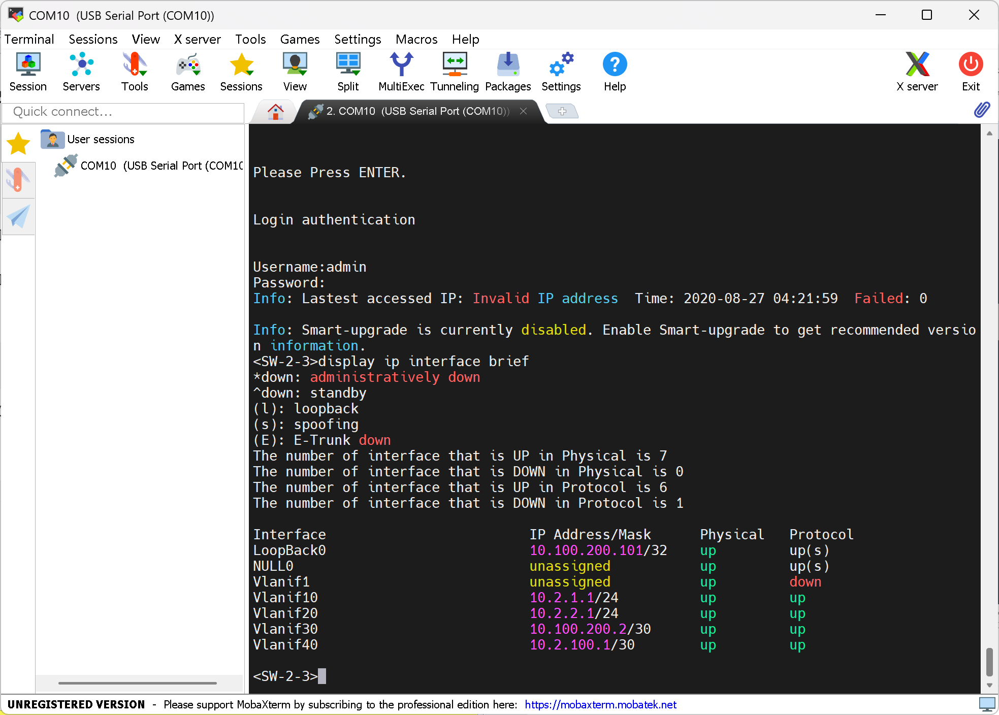 COM10  (USB Serial Port (COM10))
Terminal Sessions View X server Tools Games Settings Macros Help
Session Servers Tools Games Sessions View Split MultiExec Tunneling Packages Settings Help X server Exit
Quick connect...
2. COM10  (USB Serial Port (COM10))
User sessions
COM10  (USB Serial Port (COM10
Please Press ENTER.
Login authentication
Username:admin
Password:
Info: Lastest accessed IP: Invalid IP address  Time: 2020-08-27 04:21:59  Failed: 0
Info: Smart-upgrade is currently disabled. Enable Smart-upgrade to get recommended versio
n information.
<SW-2-3>display ip interface brief
*down: administratively down
^down: standby
(l): loopback
(s): spoofing
(E): E-Trunk down
The number of interface that is UP in Physical is 7
The number of interface that is DOWN in Physical is 0
The number of interface that is UP in Protocol is 6
The number of interface that is DOWN in Protocol is 1
Interface                         IP Address/Mask      Physical   Protocol
LoopBack0                         10.100.200.101/32    up         up(s)
NULL0                             unassigned           up         up(s)
Vlanif1                           unassigned           up         down
Vlanif10                          10.2.1.1/24          up         up
Vlanif20                          10.2.2.1/24          up         up
Vlanif30                          10.100.200.2/30      up         up
Vlanif40                          10.2.100.1/30        up         up
<SW-2-3>
UNREGISTERED VERSION  -  Please support MobaXterm by subscribing to the professional edition here:  https://mobaxterm.mobatek.net